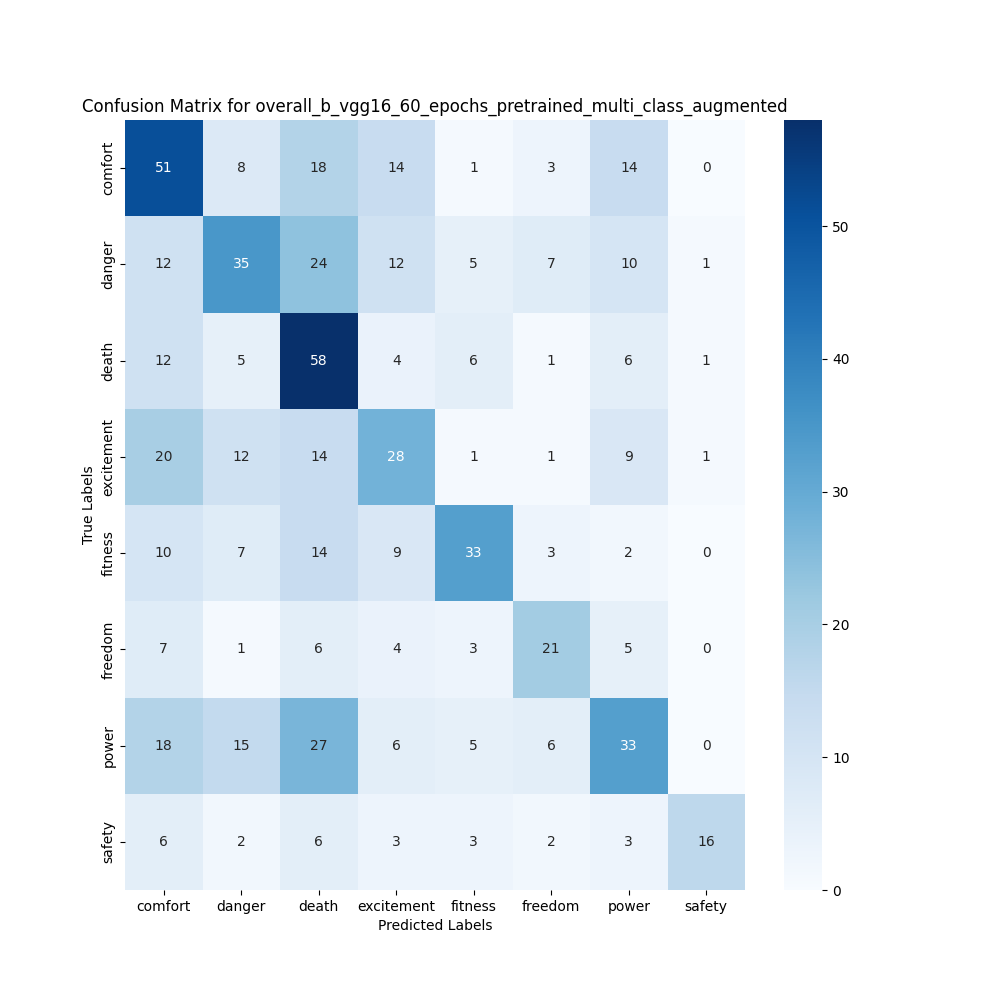 Confusion Matrix for overall_b_vgg16_60_epochs_pretrained_multi_class_augmented
True Labels
comfort 51 8 18 14 1 3 14 0
danger 12 35 24 12 5 7 10 1
death 12 5 58 4 6 1 6 1
excitement 20 12 14 28 1 1 9 1
fitness 10 7 14 9 33 3 2 0
freedom 7 1 6 4 3 21 5 0
power 18 15 27 6 5 6 33 0
safety 6 2 6 3 3 2 3 16
comfort danger death excitement fitness freedom power safety
Predicted Labels
50
40
30
20
10
0